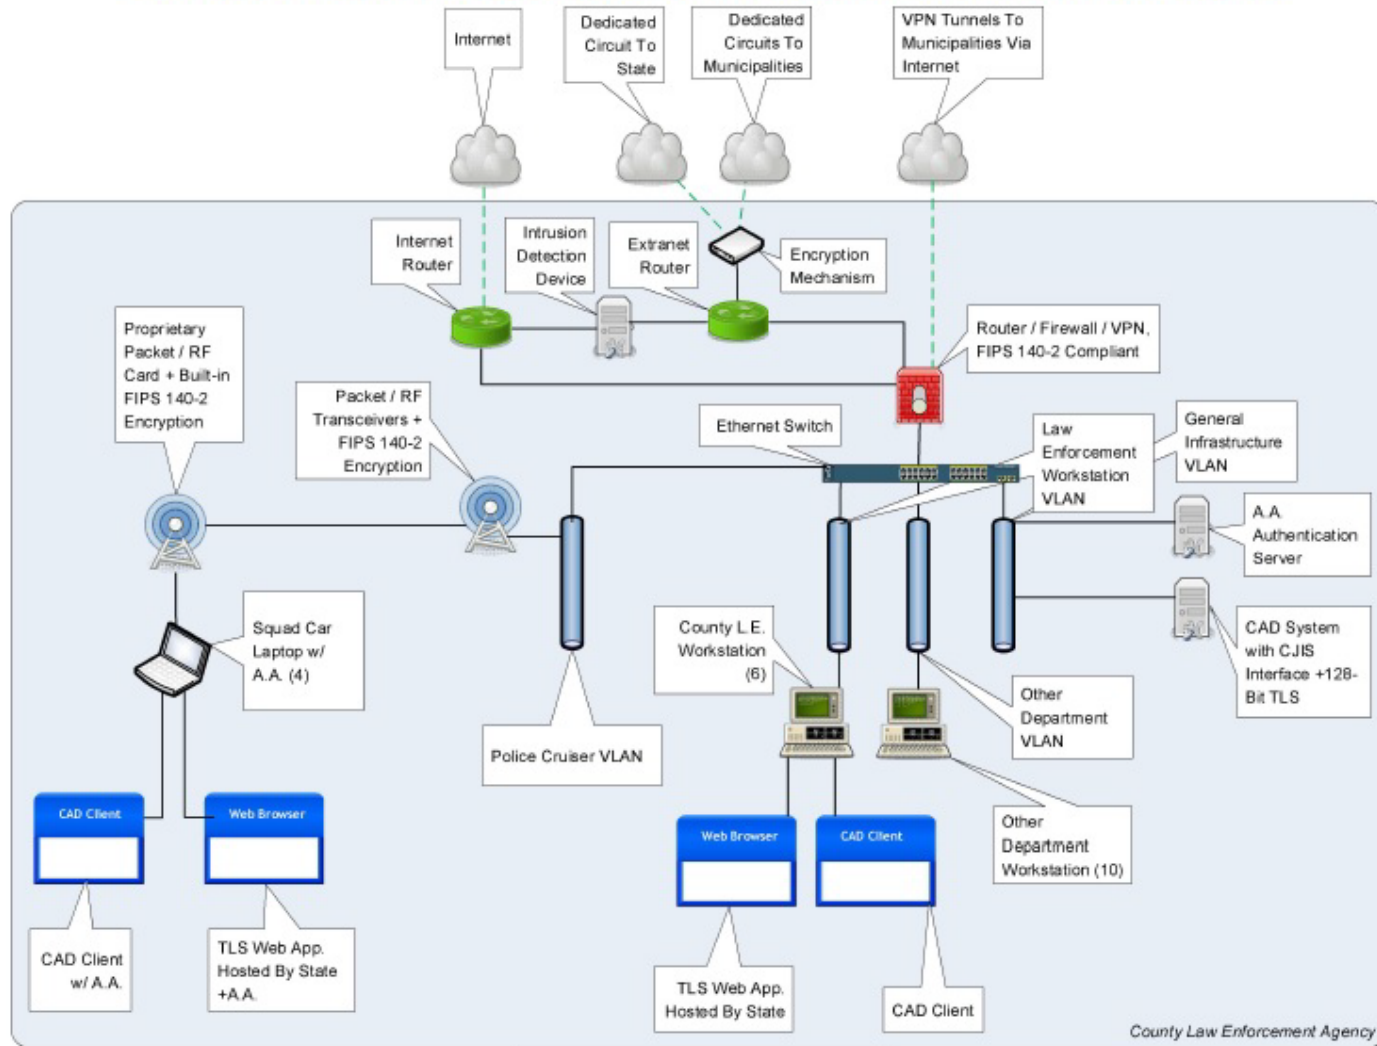 Internet
Dedicated
Circuit To
State
Dedicated
Circuits To
Municipalities
VPN Tunnels To
Municipalities Via
Internet
Internet
Router
Intrusion
Detection
Device
Extranet
Router
Encryption
Mechanism
Proprietary
Packet / RF
Card + Built-in
FIPS 140-2
Encryption
Packet / RF
Transceivers +
FIPS 140-2
Encryption
Router / Firewall / VPN,
FIPS 140-2 Compliant
Ethernet Switch
Law
Enforcement
Workstation
VLAN
General
Infrastructure
VLAN
A.A.
Authentication
Server
Squad Car
Laptop w/
A.A. (4)
County L.E.
Workstation
(6)
CAD System
with CJIS
Interface +128-
Bit TLS
Police Cruiser VLAN
Other
Department
VLAN
CAD Client
Web Browser
Web Browser
CAD Client
Other
Department
Workstation (10)
CAD Client
w/ A.A.
TLS Web App.
Hosted By State
+A.A.
TLS Web App.
Hosted By State
CAD Client
County Law Enforcement Agency